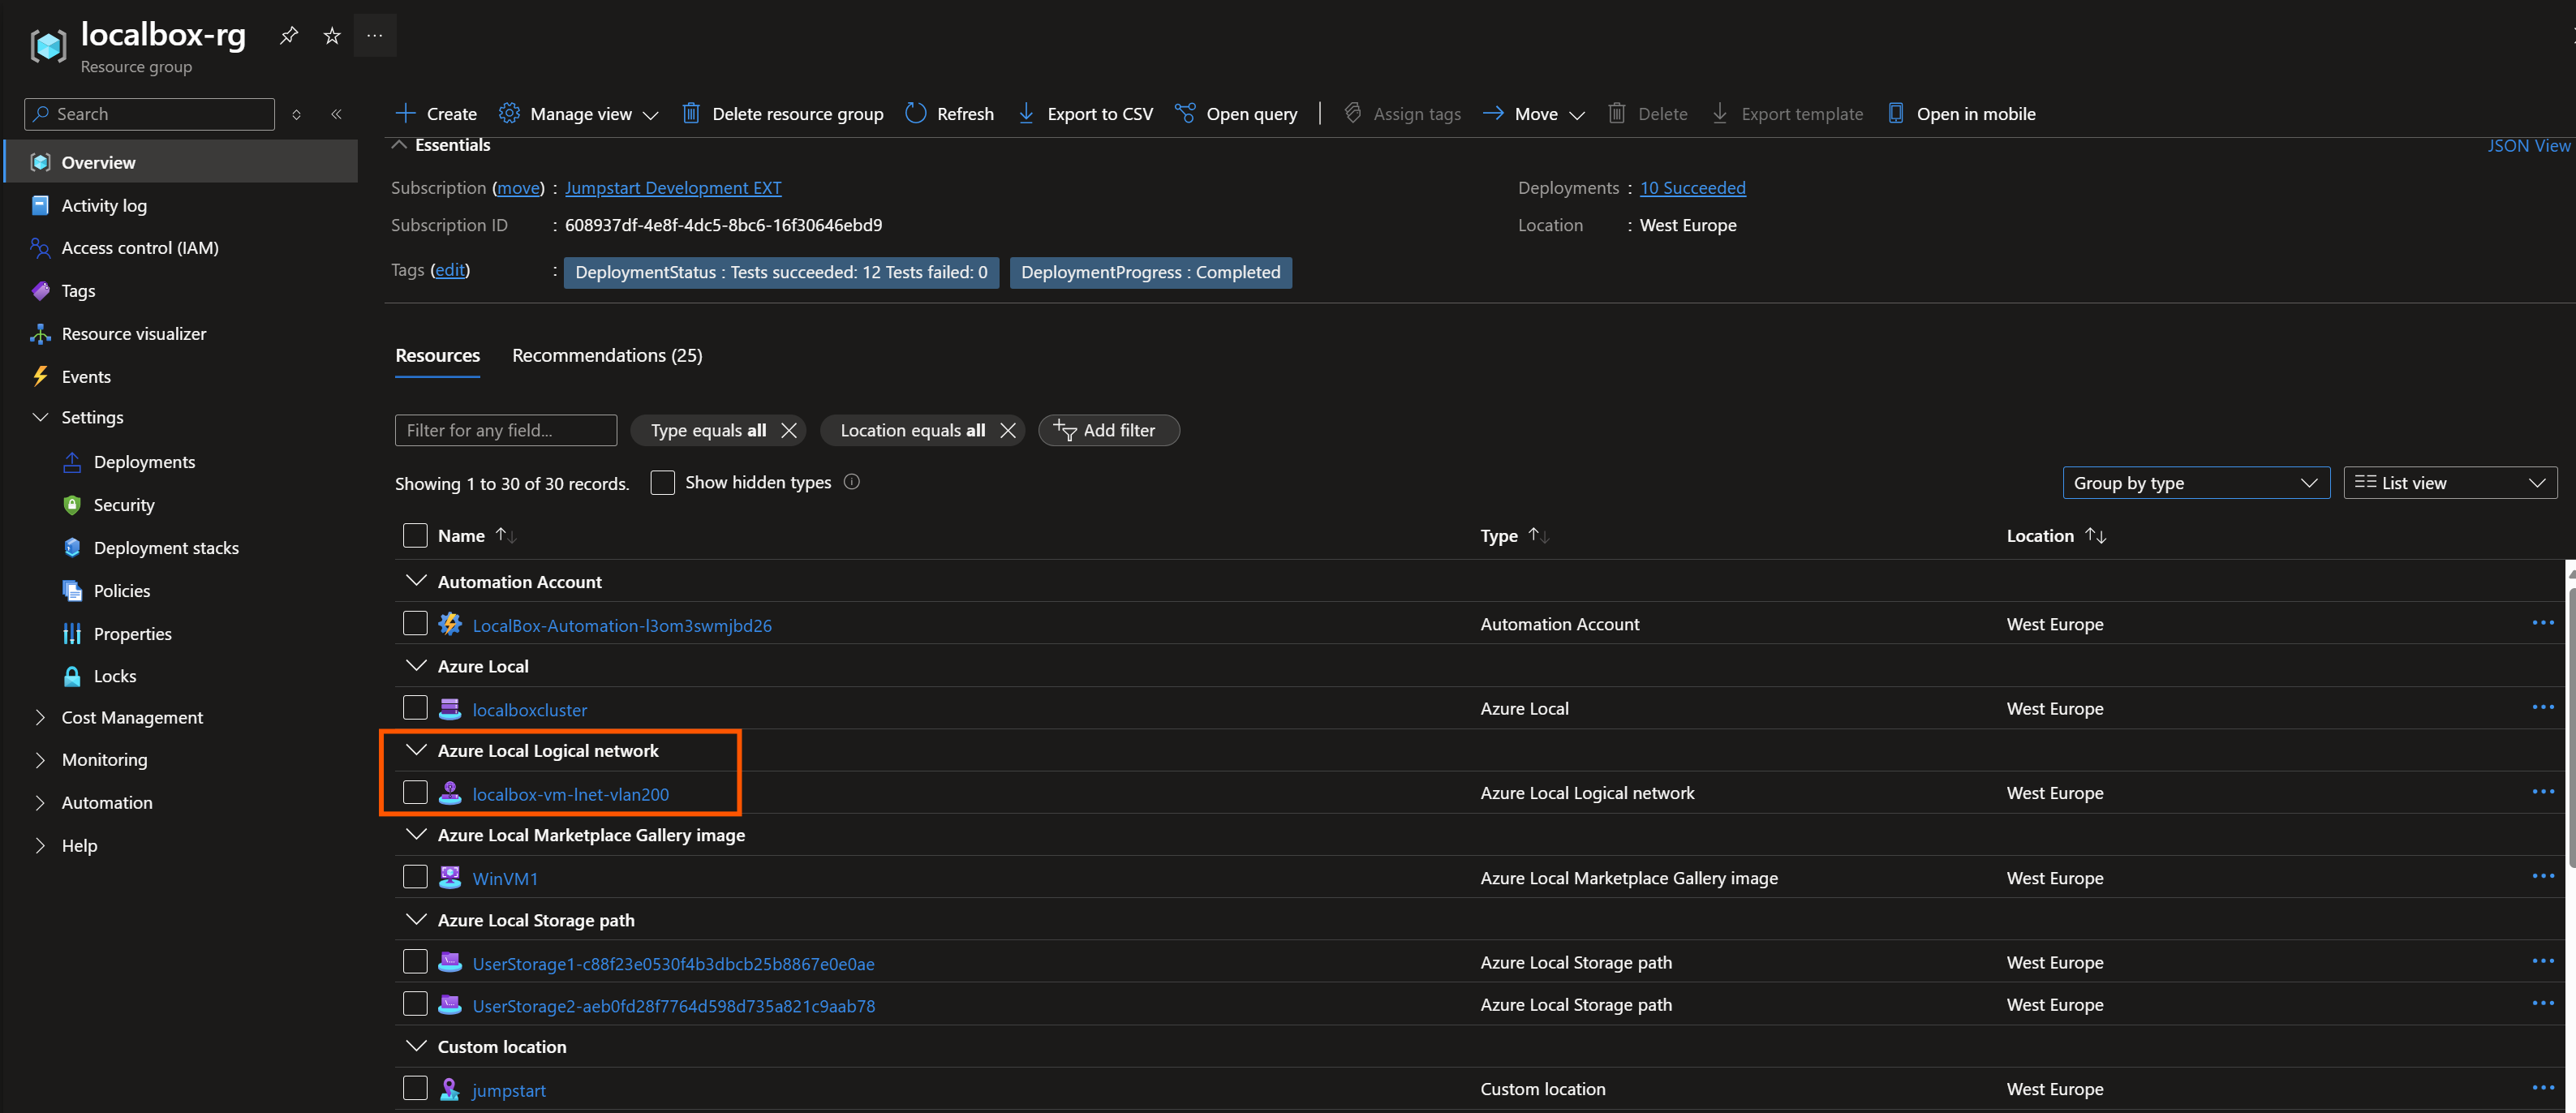 localbox-rg
Resource group
Search
Overview
Activity log
Access control (IAM)
Tags
Resource visualizer
Events
Settings
Deployments
Security
Deployment stacks
Policies
Properties
Locks
Cost Management
Monitoring
Automation
Help
Create Manage view Delete resource group Refresh Export to CSV Open query Assign tags Move Delete Export template Open in mobile
Essentials JSON View
Subscription (move) : Jumpstart Development EXT Deployments : 10 Succeeded
Subscription ID : 608937df-4e8f-4dc5-8bc6-16f30646ebd9 Location : West Europe
Tags (edit) : DeploymentStatus : Tests succeeded: 12 Tests failed: 0 DeploymentProgress : Completed
Resources Recommendations (25)
Filter for any field... Type equals all Location equals all Add filter
Showing 1 to 30 of 30 records. Show hidden types Group by type List view
Name Type Location
Automation Account
LocalBox-Automation-l3om3swmjbd26 Automation Account West Europe
Azure Local
localboxcluster Azure Local West Europe
Azure Local Logical network
localbox-vm-lnet-vlan200 Azure Local Logical network West Europe
Azure Local Marketplace Gallery image
WinVM1 Azure Local Marketplace Gallery image West Europe
Azure Local Storage path
UserStorage1-c88f23e0530f4b3dbcb25b8867e0e0ae Azure Local Storage path West Europe
UserStorage2-aeb0fd28f7764d598d735a821c9aab78 Azure Local Storage path West Europe
Custom location
jumpstart Custom location West Europe